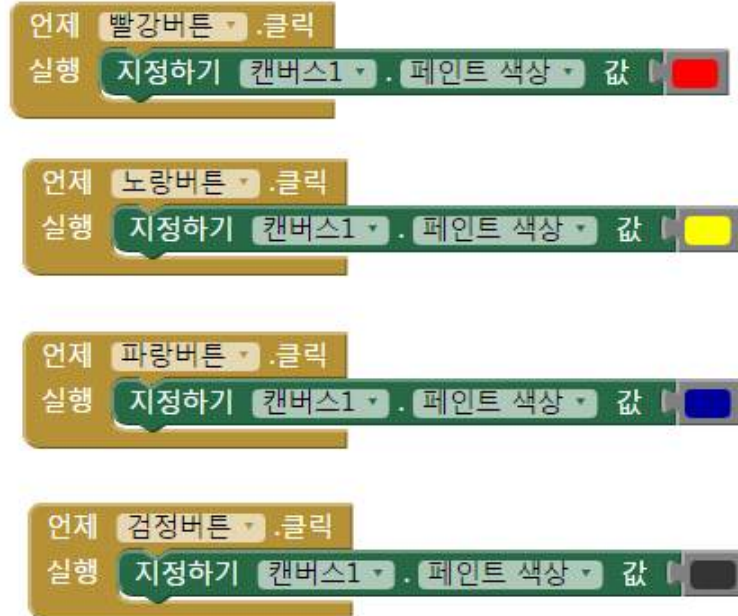 언제 빨강버튼 .클릭
실행 지정하기 캔버스1 . 페인트 색상 값
언제 노랑버튼 .클릭
실행 지정하기 캔버스1 . 페인트 색상 값
언제 파랑버튼 .클릭
실행 지정하기 캔버스1 . 페인트 색상 값
언제 검정버튼 .클릭
실행 지정하기 캔버스1 . 페인트 색상 값